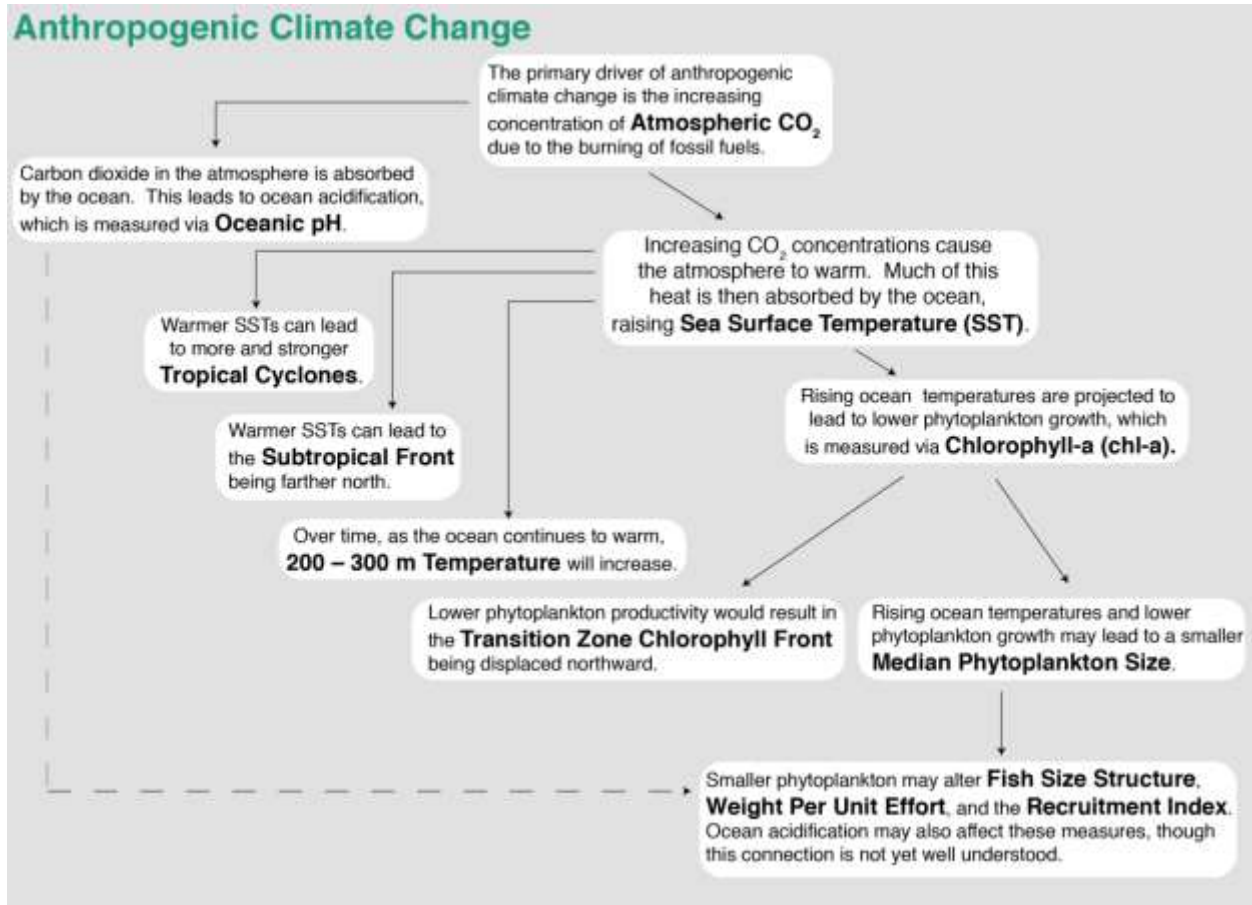 Anthropogenic Climate Change
The primary driver of anthropogenic
climate change is the increasing
concentration of Atmospheric CO₂
due to the burning of fossil fuels.
Carbon dioxide in the atmosphere is absorbed
by the ocean.  This leads to ocean acidification,
which is measured via Oceanic pH.
Increasing CO₂ concentrations cause
the atmosphere to warm.  Much of this
heat is then absorbed by the ocean,
raising Sea Surface Temperature (SST).
Warmer SSTs can lead
to more and stronger
Tropical Cyclones.
Rising ocean  temperatures are projected to
lead to lower phytoplankton growth, which
is measured via Chlorophyll-a (chl-a).
Warmer SSTs can lead to
the Subtropical Front
being farther north.
Over time, as the ocean continues to warm,
200 – 300 m Temperature will increase.
Lower phytoplankton productivity would result in
the Transition Zone Chlorophyll Front
being displaced northward.
Rising ocean temperatures and lower
phytoplankton growth may lead to a smaller
Median Phytoplankton Size.
Smaller phytoplankton may alter Fish Size Structure,
Weight Per Unit Effort, and the Recruitment Index.
Ocean acidification may also affect these measures, though
this connection is not yet well understood.